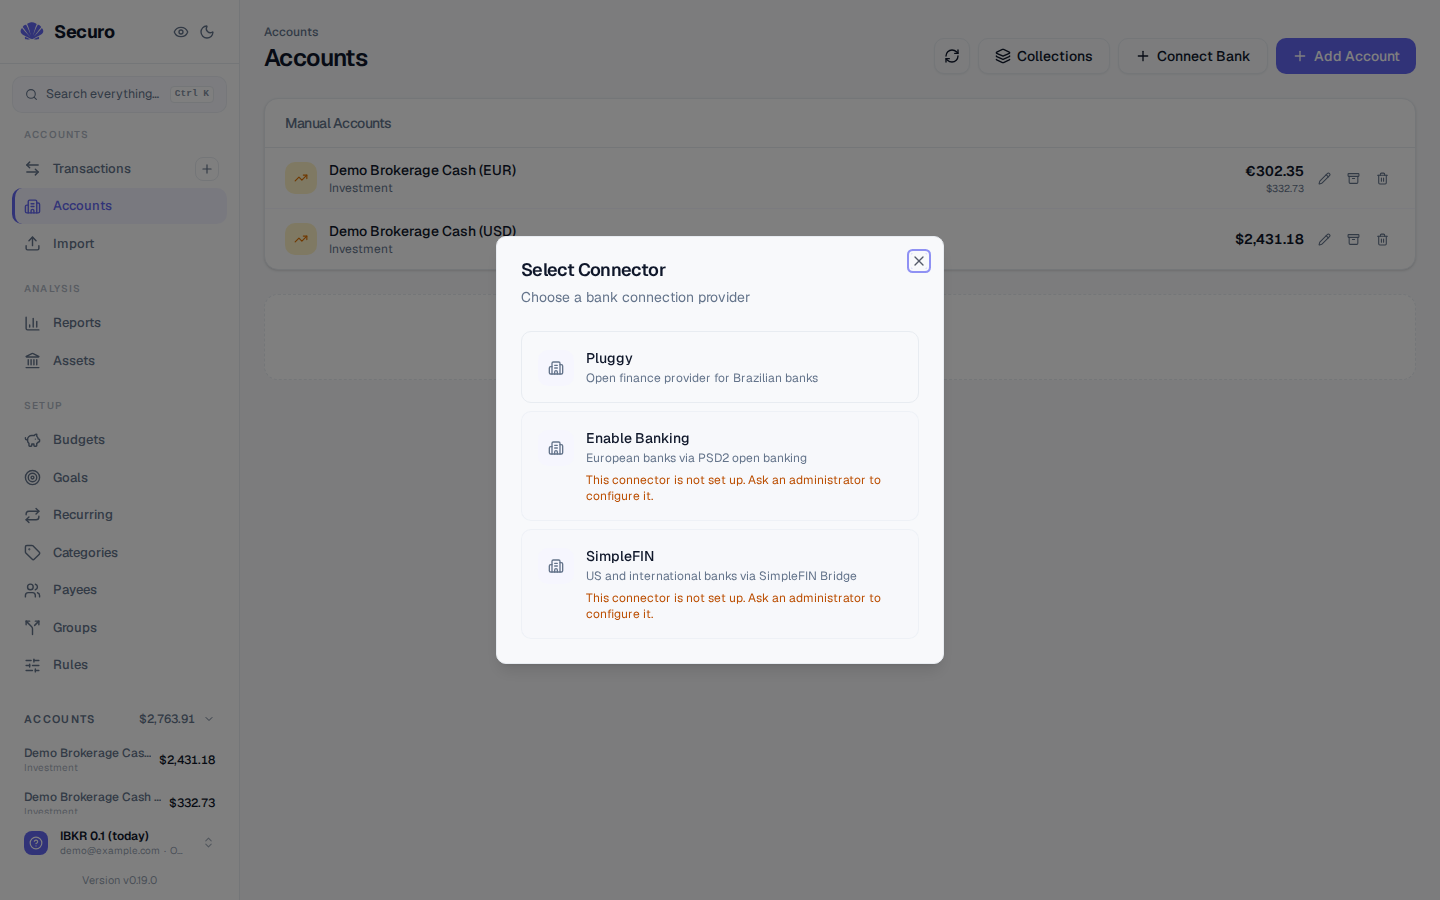 Securo
Search everything...
Ctrl K
ACCOUNTS
Transactions
Accounts
Import
ANALYSIS
Reports
Assets
SETUP
Budgets
Goals
Recurring
Categories
Payees
Groups
Rules
ACCOUNTS
$2,763.91
Demo Brokerage Cas...
$2,431.18
Investment
Demo Brokerage Cash ...
$332.73
Investment
IBKR 0.1 (today)
demo@example.com · O...
Version v0.19.0
Accounts
Accounts
Collections
Connect Bank
Add Account
Manual Accounts
Demo Brokerage Cash (EUR)
Investment
€302.35
$332.73
Demo Brokerage Cash (USD)
Investment
$2,431.18
Select Connector
Choose a bank connection provider
Pluggy
Open finance provider for Brazilian banks
Enable Banking
European banks via PSD2 open banking
This connector is not set up. Ask an administrator to
configure it.
SimpleFIN
US and international banks via SimpleFIN Bridge
This connector is not set up. Ask an administrator to
configure it.